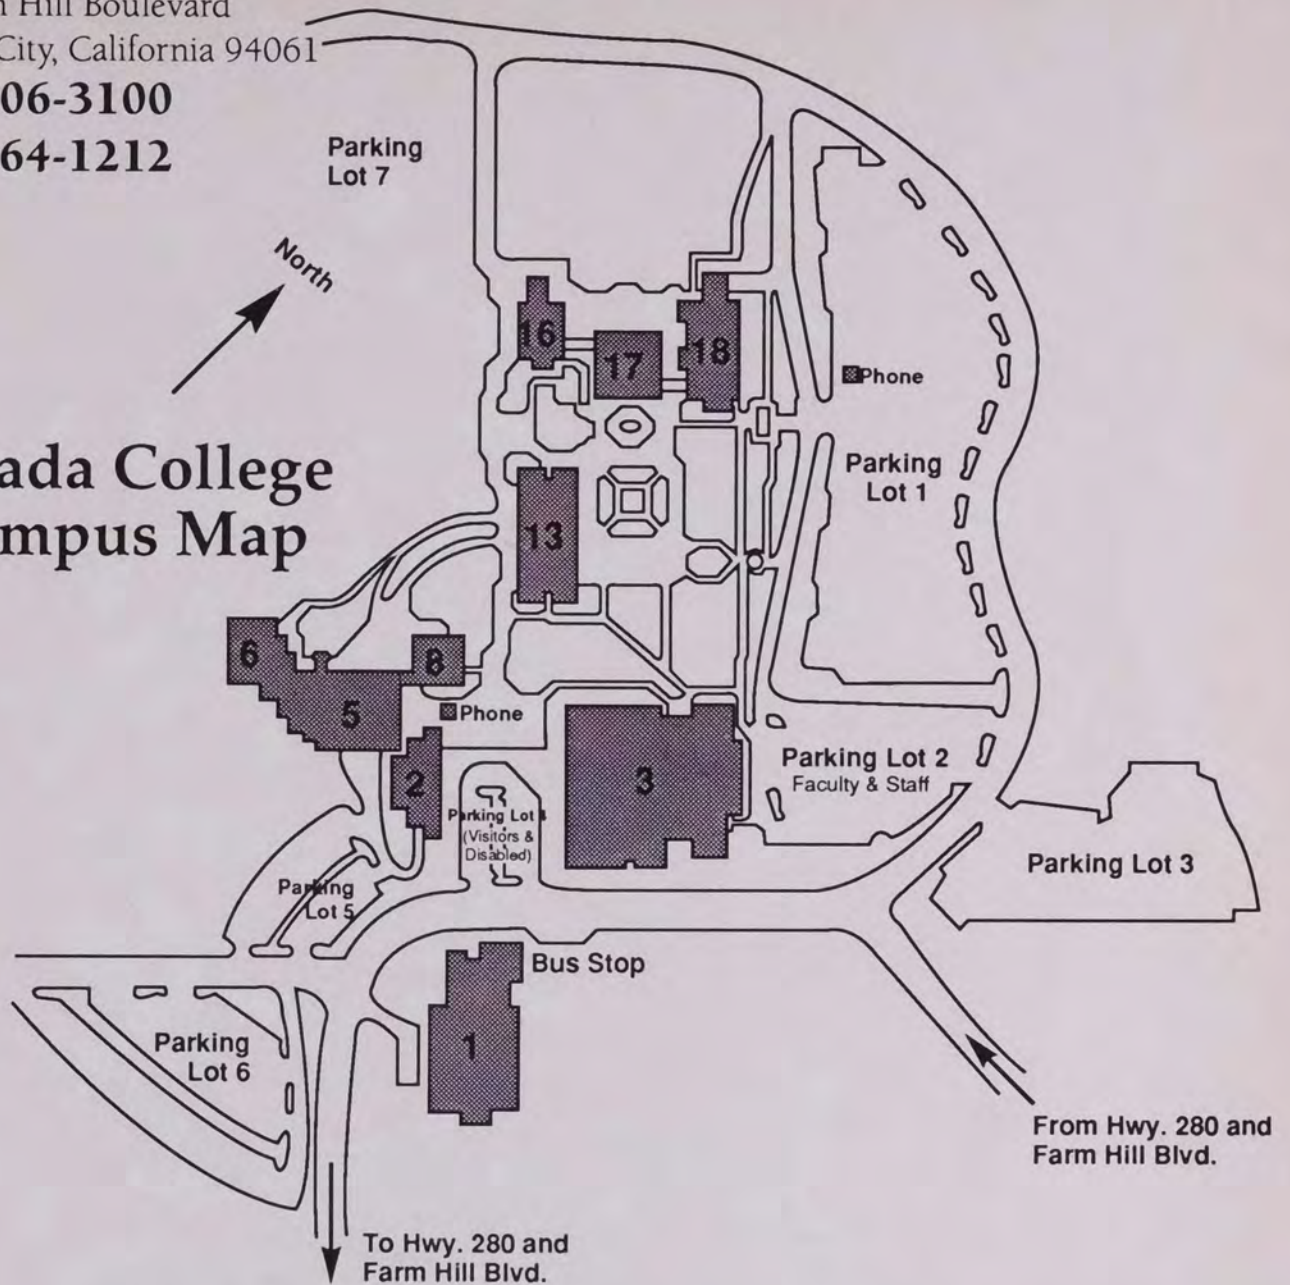 Hill Boulevard
City, California 94061
06-3100
64-1212
Parking
Lot 7
North
16
17
18
Phone
ada College
mpus Map
Parking
Lot 1
13
6
8
5
Phone
2
3
Parking Lot 2
Faculty & Staff
Parking Lot
(Visitors &
Disabled)
Parking Lot 3
Parking
Lot 5
Bus Stop
1
Parking
Lot 6
From Hwy. 280 and
Farm Hill Blvd.
To Hwy. 280 and
Farm Hill Blvd.